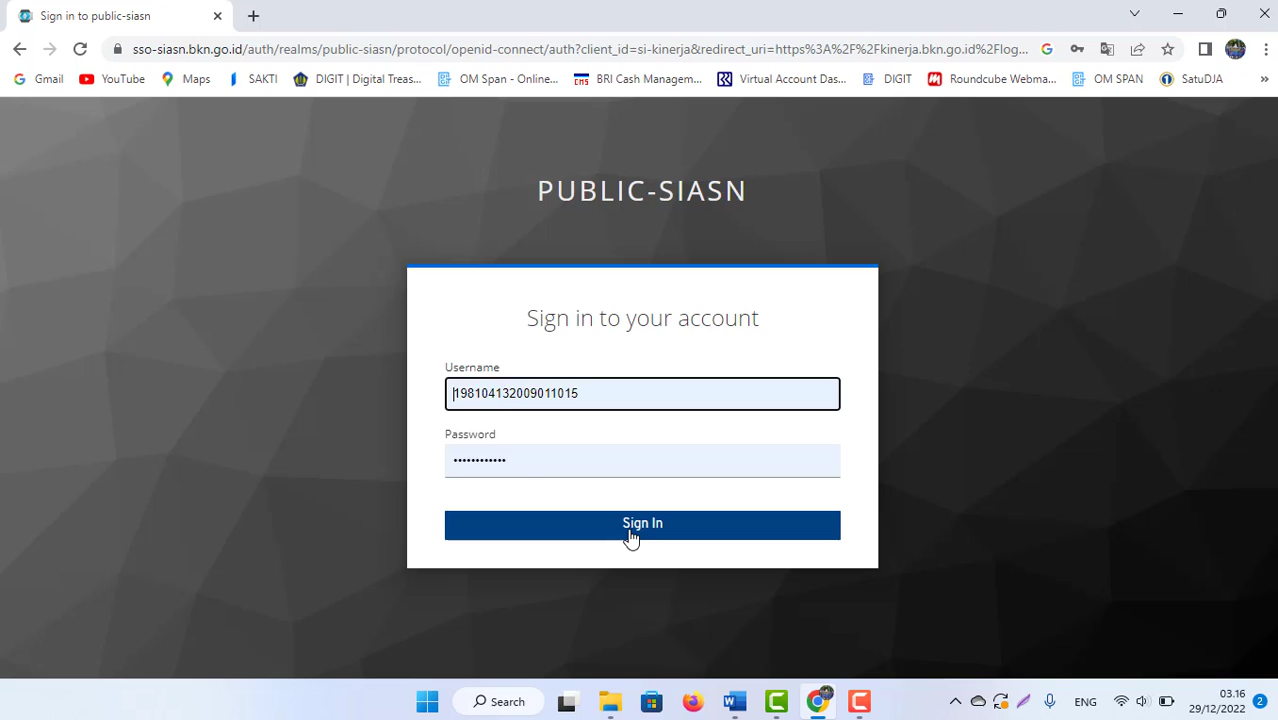 Sign in to public-siasn
sso-siasn.bkn.go.id/auth/realms/public-siasn/protocol/openid-connect/auth?client_id=si-kinerja&redirect_uri=https%3A%2F%2Fkinerja.bkn.go.id%2Flog...
Gmail YouTube Maps SAKTI DIGIT | Digital Treas... OM Span - Online... BRI Cash Managem... Virtual Account Das... DIGIT Roundcube Webma... OM SPAN SatuDJA »
PUBLIC-SIASN
Sign in to your account
Username
198104132009011015
Password
••••••••••••
Sign In
Search
ENG
03.16
29/12/2022
2